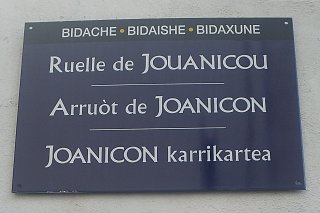 BIDACHE • BIDAISHE • BIDAXUNE
Ruelle de JOUANICOU
Arruòt de JOANICON
JOANICON karrikartea